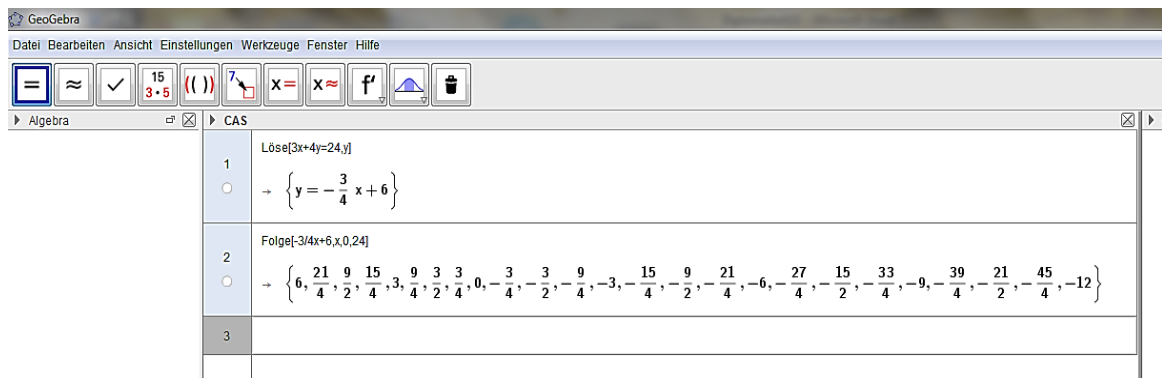 GeoGebra
Datei Bearbeiten Ansicht Einstellungen Werkzeuge Fenster Hilfe
= ≈ ✓ 15 3·5 (( )) 7 x= x≈ f'
Algebra
CAS
1
Löse[3x+4y=24,y]
→ {y = -3/4 x + 6}
2
Folge[-3/4x+6,x,0,24]
→ {6, 21/4, 9/2, 15/4, 3, 9/4, 3/2, 3/4, 0, -3/4, -3/2, -9/4, -3, -15/4, -9/2, -21/4, -6, -27/4, -15/2, -33/4, -9, -39/4, -21/2, -45/4, -12}
3